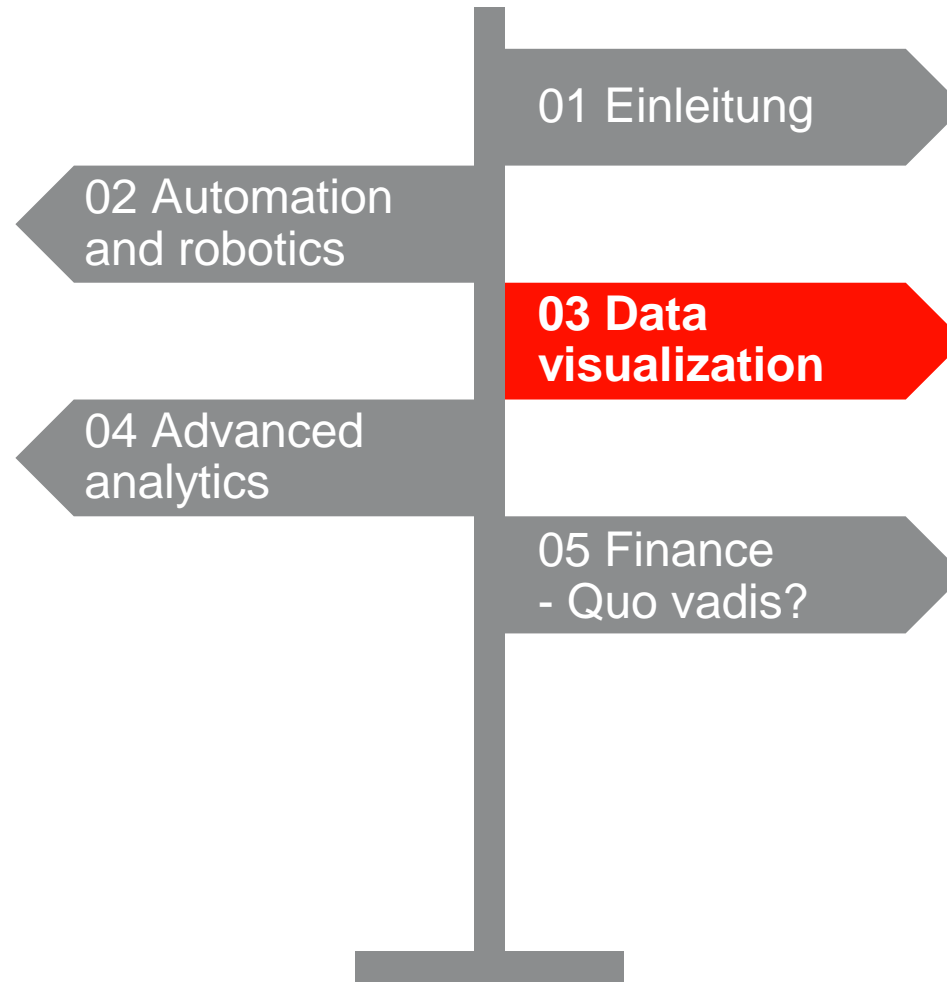 01 Einleitung
02 Automation
and robotics
03 Data
visualization
04 Advanced
analytics
05 Finance
- Quo vadis?